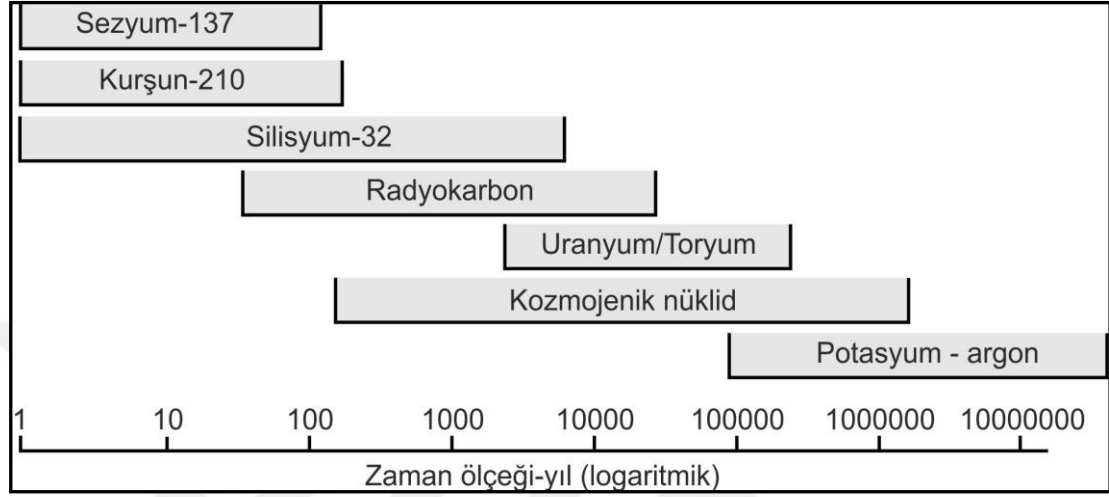 Sezyum-137
Kurşun-210
Silisyum-32
Radyokarbon
Uranyum/Toryum
Kozmojenik nüklid
Potasyum - argon
1 10 100 1000 10000 100000 1000000 10000000
Zaman ölçeği-yıl (logaritmik)